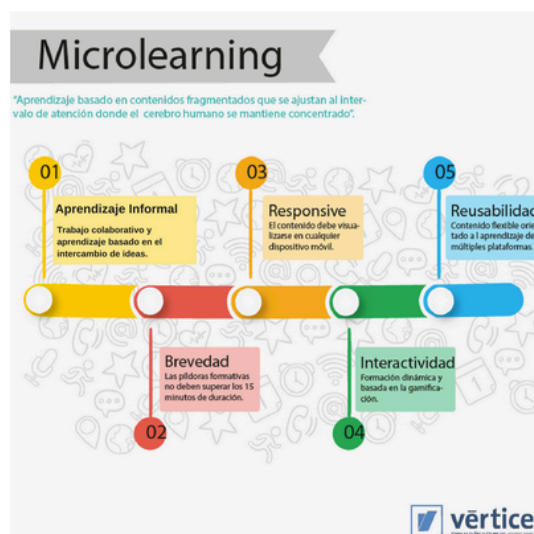 Microlearning
"Aprendizaje basado en contenidos fragmentados que se ajustan al inter-
valo de atención donde el cerebro humano se mantiene concentrado".
01
Aprendizaje Informal
Trabajo colaborativo y
aprendizaje basado en el
intercambio de ideas.
03
Responsive
El contenido debe visua-
lizarse en cualquier
dispositivo móvil.
05
Reusabilidad
Contenido flexible orie
tado a l aprendizaje de
múltiples plataformas.
Brevedad
Las píldoras formativas
no deben superar los 15
minutos de duración.
02
Interactividad
Formación dinámica y
basada en la gamifica-
ción.
04
vērtice